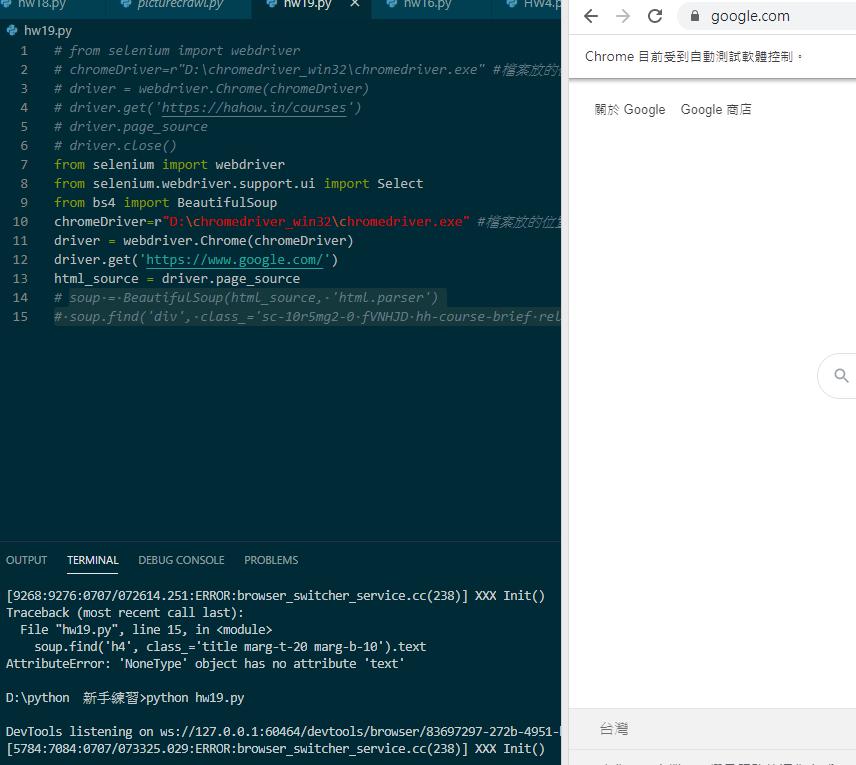 hw18.py picturecrawl.py hw19.py hw16.py HW4.p
hw19.py
1 # from selenium import webdriver
2 # chromeDriver=r"D:\chromedriver_win32\chromedriver.exe" #檔案放的
3 # driver = webdriver.Chrome(chromeDriver)
4 # driver.get('https://hahow.in/courses')
5 # driver.page_source
6 # driver.close()
7 from selenium import webdriver
8 from selenium.webdriver.support.ui import Select
9 from bs4 import BeautifulSoup
10 chromeDriver=r"D:\chromedriver_win32\chromedriver.exe" #檔案放的位置
11 driver = webdriver.Chrome(chromeDriver)
12 driver.get('https://www.google.com/')
13 html_source = driver.page_source
14 # soup = BeautifulSoup(html_source, 'html.parser')
15 # soup.find('div', class_='sc-10r5mg2-0 fVNHJD hh-course-brief rel
OUTPUT TERMINAL DEBUG CONSOLE PROBLEMS
[9268:9276:0707/072614.251:ERROR:browser_switcher_service.cc(238)] XXX Init()
Traceback (most recent call last):
File "hw19.py", line 15, in <module>
soup.find('h4', class_='title marg-t-20 marg-b-10').text
AttributeError: 'NoneType' object has no attribute 'text'
D:\python 新手練習>python hw19.py
DevTools listening on ws://127.0.0.1:60464/devtools/browser/83697297-272b-4951-
[5784:7084:0707/073325.029:ERROR:browser_switcher_service.cc(238)] XXX Init()
google.com
Chrome 目前受到自動測試軟體控制。
關於 Google Google 商店
台灣